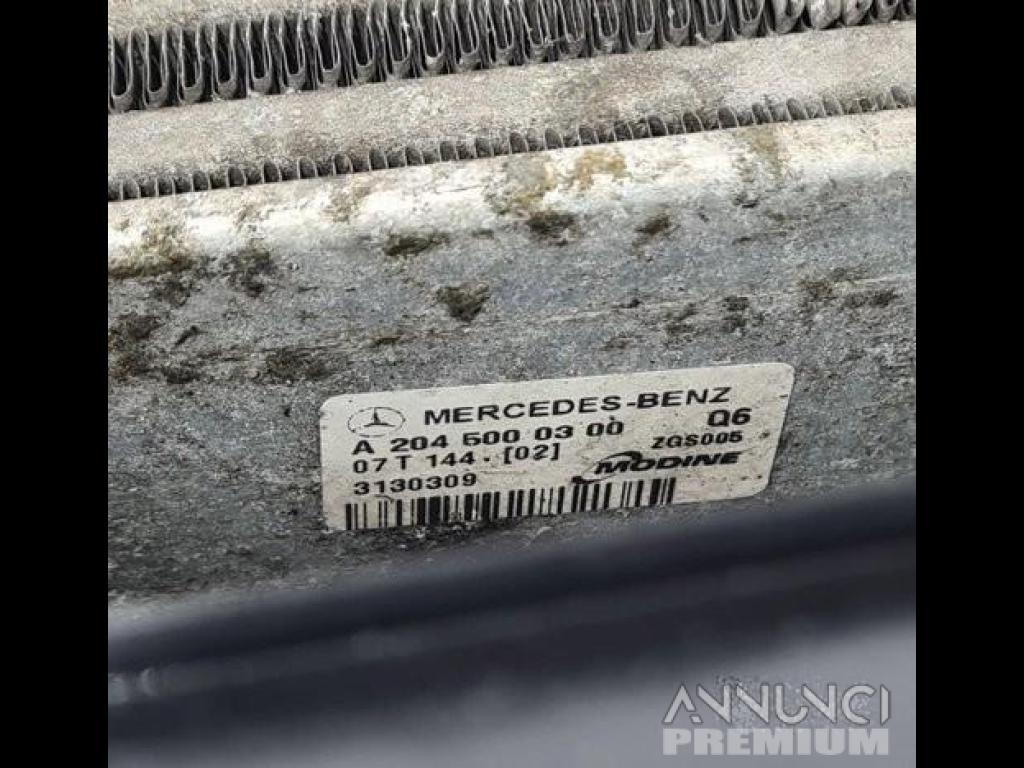 MERCEDES-BENZ
A 204 500 03 00 Q6
07 T 144 . [02] ZGS005
3130309 MODINE
ANNUNCI
PREMIUM